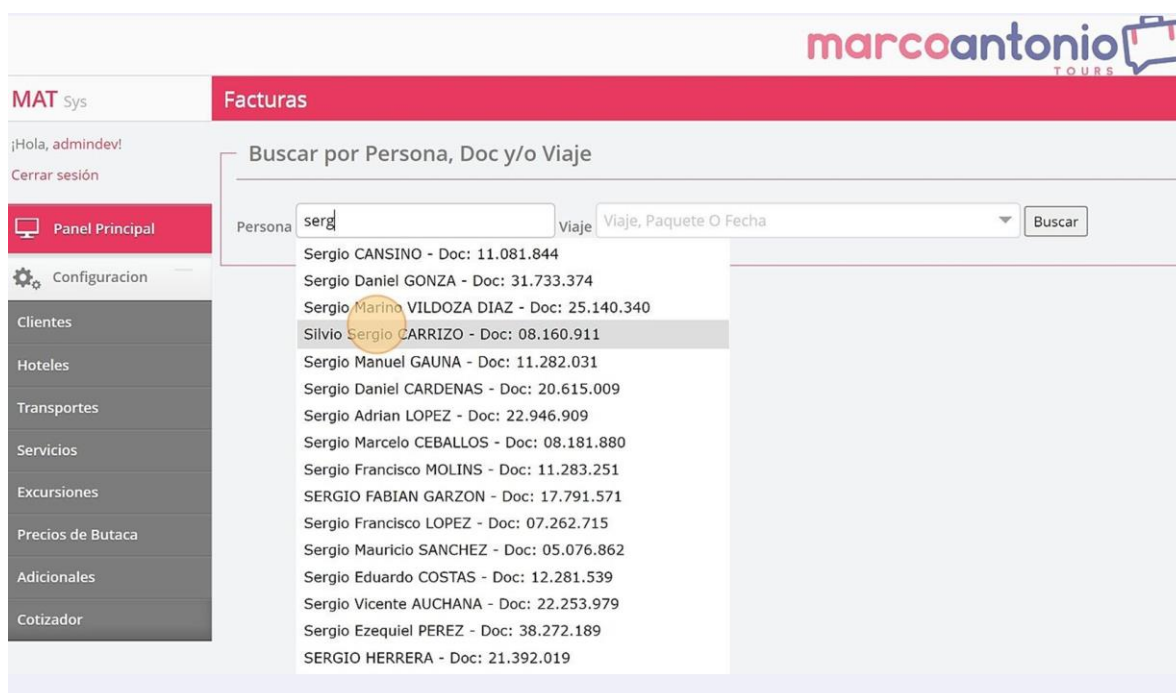 marcoantonio
TOURS
MAT Sys
Facturas
¡Hola, admindev!
Cerrar sesión
Buscar por Persona, Doc y/o Viaje
Persona serg Viaje Viaje, Paquete O Fecha Buscar
Panel Principal
Configuracion
Clientes
Hoteles
Transportes
Servicios
Excursiones
Precios de Butaca
Adicionales
Cotizador
Sergio CANSINO - Doc: 11.081.844
Sergio Daniel GONZA - Doc: 31.733.374
Sergio Marino VILDOZA DIAZ - Doc: 25.140.340
Silvio Sergio CARRIZO - Doc: 08.160.911
Sergio Manuel GAUNA - Doc: 11.282.031
Sergio Daniel CARDENAS - Doc: 20.615.009
Sergio Adrian LOPEZ - Doc: 22.946.909
Sergio Marcelo CEBALLOS - Doc: 08.181.880
Sergio Francisco MOLINS - Doc: 11.283.251
SERGIO FABIAN GARZON - Doc: 17.791.571
Sergio Francisco LOPEZ - Doc: 07.262.715
Sergio Mauricio SANCHEZ - Doc: 05.076.862
Sergio Eduardo COSTAS - Doc: 12.281.539
Sergio Vicente AUCHANA - Doc: 22.253.979
Sergio Ezequiel PEREZ - Doc: 38.272.189
SERGIO HERRERA - Doc: 21.392.019